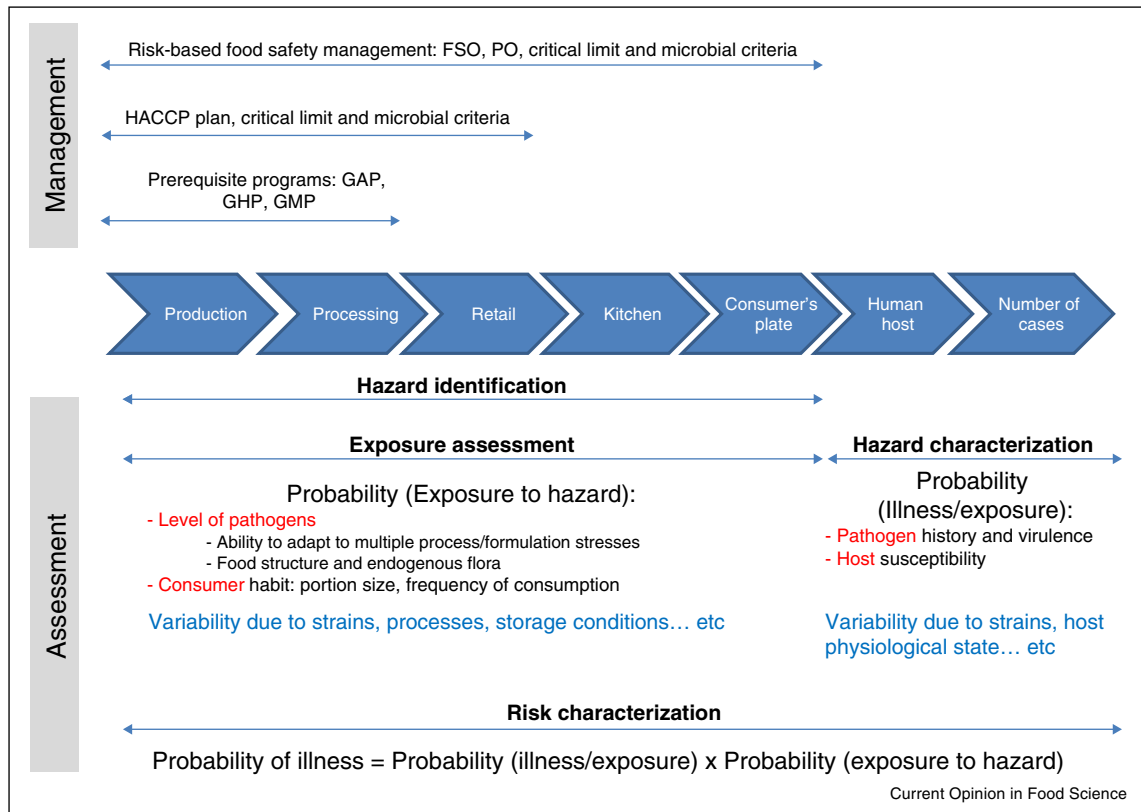 Management
Risk-based food safety management: FSO, PO, critical limit and microbial criteria
HACCP plan, critical limit and microbial criteria
Prerequisite programs: GAP,
GHP, GMP
Production
Processing
Retail
Kitchen
Consumer's
plate
Human
host
Number of
cases
Assessment
Hazard identification
Exposure assessment
Probability (Exposure to hazard):
- Level of pathogens
- Ability to adapt to multiple process/formulation stresses
- Food structure and endogenous flora
- Consumer habit: portion size, frequency of consumption
Variability due to strains, processes, storage conditions… etc
Hazard characterization
Probability
(Illness/exposure):
- Pathogen history and virulence
- Host susceptibility
Variability due to strains, host
physiological state… etc
Risk characterization
Probability of illness = Probability (illness/exposure) x Probability (exposure to hazard)
Current Opinion in Food Science